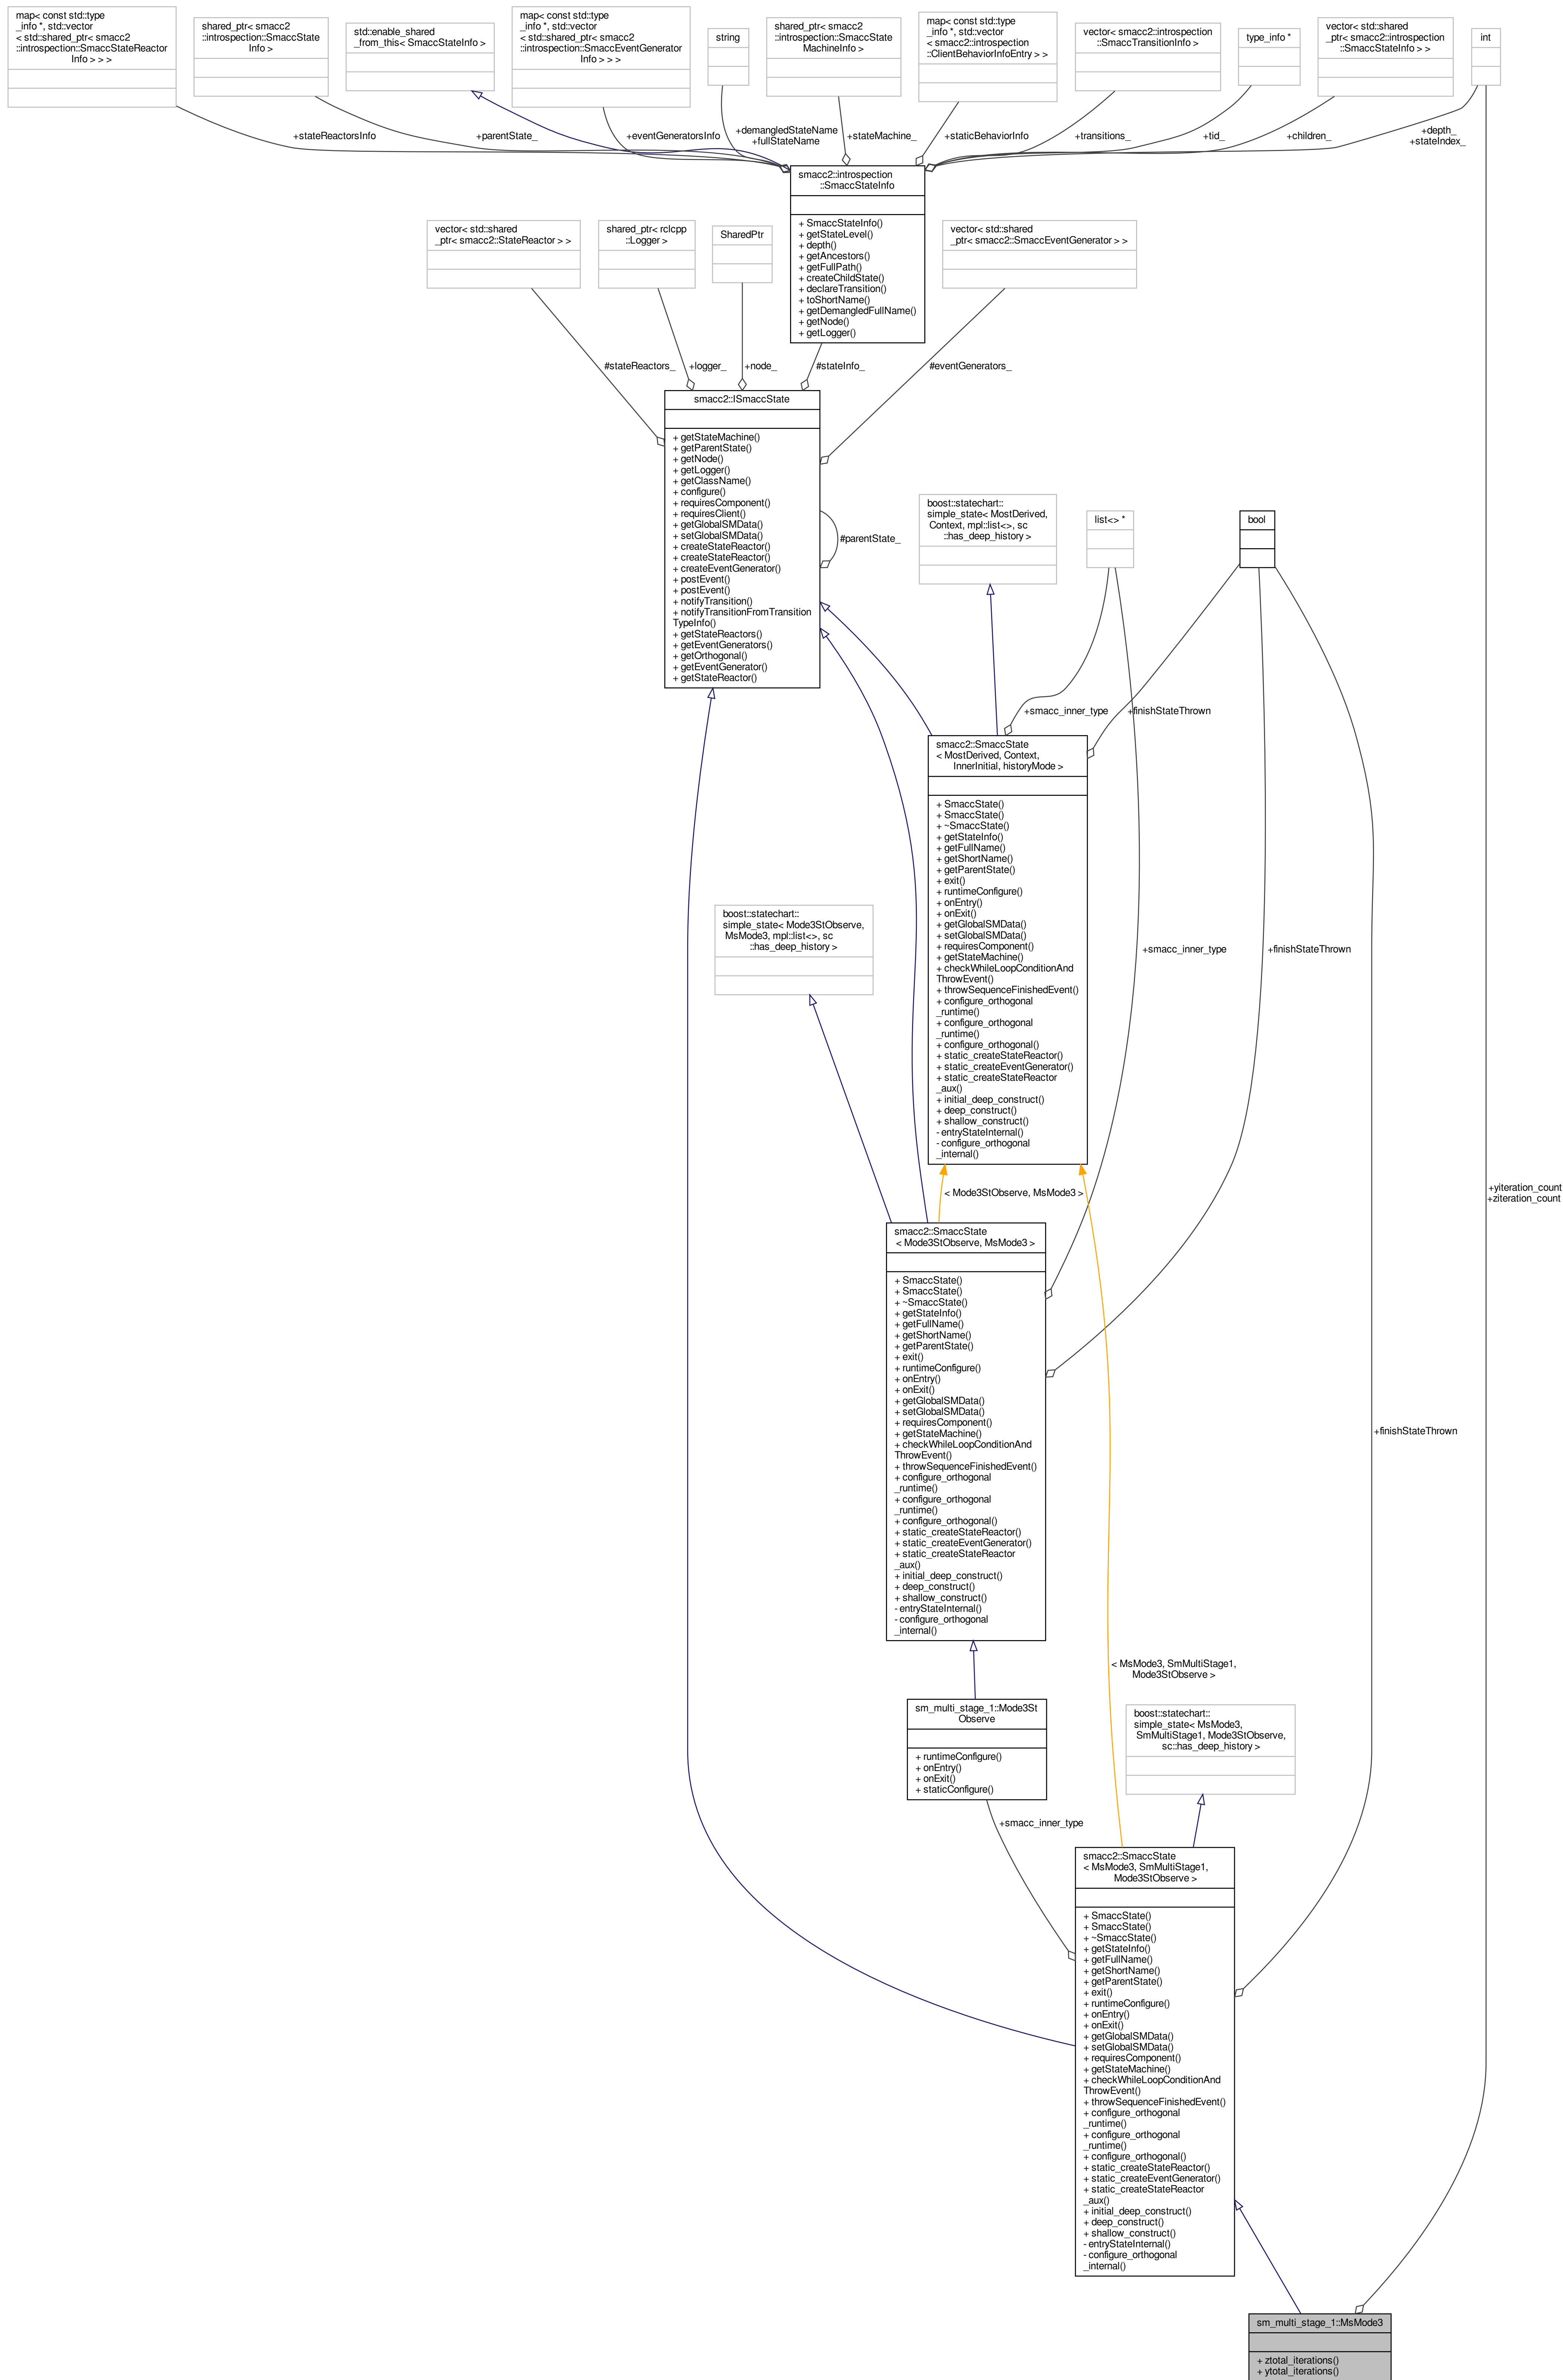 map< const std::type
_info *, std::vector
< std::shared_ptr< smacc2
::introspection::SmaccStateReactor
Info > > >
shared_ptr< smacc2
::introspection::SmaccState
Info >
std::enable_shared
_from_this< SmaccStateInfo >
map< const std::type
_info *, std::vector
< std::shared_ptr< smacc2
::introspection::SmaccEventGenerator
Info > > >
string
shared_ptr< smacc2
::introspection::SmaccState
MachineInfo >
map< const std::type
_info *, std::vector
< smacc2::introspection
::ClientBehaviorInfoEntry > >
vector< smacc2::introspection
::SmaccTransitionInfo >
type_info *
vector< std::shared
_ptr< smacc2::introspection
::SmaccStateInfo > >
int
+stateReactorsInfo
+parentState_
+eventGeneratorsInfo
+demangledStateName
+fullStateName
+stateMachine_
+staticBehaviorInfo
+transitions_
+tid_
+children_
+depth_
+stateIndex_
smacc2::introspection
::SmaccStateInfo
+ SmaccStateInfo()
+ getStateLevel()
+ depth()
+ getAncestors()
+ getFullPath()
+ createChildState()
+ declareTransition()
+ toShortName()
+ getDemangledFullName()
+ getNode()
+ getLogger()
vector< std::shared
_ptr< smacc2::StateReactor > >
shared_ptr< rclcpp
::Logger >
SharedPtr
vector< std::shared
_ptr< smacc2::SmaccEventGenerator > >
#stateReactors_
+logger_
+node_
#stateInfo_
#eventGenerators_
smacc2::ISmaccState
+ getStateMachine()
+ getParentState()
+ getNode()
+ getLogger()
+ getClassName()
+ configure()
+ requiresComponent()
+ requiresClient()
+ getGlobalSMData()
+ setGlobalSMData()
+ createStateReactor()
+ createStateReactor()
+ createEventGenerator()
+ postEvent()
+ postEvent()
+ notifyTransition()
+ notifyTransitionFromTransition
TypeInfo()
+ getStateReactors()
+ getEventGenerators()
+ getOrthogonal()
+ getEventGenerator()
+ getStateReactor()
#parentState_
boost::statechart::
simple_state< MostDerived,
Context, mpl::list<>, sc
::has_deep_history >
list<> *
bool
+smacc_inner_type
+finishStateThrown
smacc2::SmaccState
< MostDerived, Context,
InnerInitial, historyMode >
+ SmaccState()
+ SmaccState()
+ ~SmaccState()
+ getStateInfo()
+ getFullName()
+ getShortName()
+ getParentState()
+ exit()
+ runtimeConfigure()
+ onEntry()
+ onExit()
+ getGlobalSMData()
+ setGlobalSMData()
+ requiresComponent()
+ getStateMachine()
+ checkWhileLoopConditionAnd
ThrowEvent()
+ throwSequenceFinishedEvent()
+ configure_orthogonal
_runtime()
+ configure_orthogonal
_runtime()
+ configure_orthogonal()
+ static_createStateReactor()
+ static_createEventGenerator()
+ static_createStateReactor
_aux()
+ initial_deep_construct()
+ deep_construct()
+ shallow_construct()
- entryStateInternal()
- configure_orthogonal
_internal()
boost::statechart::
simple_state< Mode3StObserve,
MsMode3, mpl::list<>, sc
::has_deep_history >
+smacc_inner_type
+finishStateThrown
< Mode3StObserve, MsMode3 >
+yiteration_count
+ziteration_count
smacc2::SmaccState
< Mode3StObserve, MsMode3 >
+ SmaccState()
+ SmaccState()
+ ~SmaccState()
+ getStateInfo()
+ getFullName()
+ getShortName()
+ getParentState()
+ exit()
+ runtimeConfigure()
+ onEntry()
+ onExit()
+ getGlobalSMData()
+ setGlobalSMData()
+ requiresComponent()
+ getStateMachine()
+ checkWhileLoopConditionAnd
ThrowEvent()
+ throwSequenceFinishedEvent()
+ configure_orthogonal
_runtime()
+ configure_orthogonal
_runtime()
+ configure_orthogonal()
+ static_createStateReactor()
+ static_createEventGenerator()
+ static_createStateReactor
_aux()
+ initial_deep_construct()
+ deep_construct()
+ shallow_construct()
- entryStateInternal()
- configure_orthogonal
_internal()
+finishStateThrown
< MsMode3, SmMultiStage1,
Mode3StObserve >
sm_multi_stage_1::Mode3St
Observe
+ runtimeConfigure()
+ onEntry()
+ onExit()
+ staticConfigure()
boost::statechart::
simple_state< MsMode3,
SmMultiStage1, Mode3StObserve,
sc::has_deep_history >
+smacc_inner_type
smacc2::SmaccState
< MsMode3, SmMultiStage1,
Mode3StObserve >
+ SmaccState()
+ SmaccState()
+ ~SmaccState()
+ getStateInfo()
+ getFullName()
+ getShortName()
+ getParentState()
+ exit()
+ runtimeConfigure()
+ onEntry()
+ onExit()
+ getGlobalSMData()
+ setGlobalSMData()
+ requiresComponent()
+ getStateMachine()
+ checkWhileLoopConditionAnd
ThrowEvent()
+ throwSequenceFinishedEvent()
+ configure_orthogonal
_runtime()
+ configure_orthogonal
_runtime()
+ configure_orthogonal()
+ static_createStateReactor()
+ static_createEventGenerator()
+ static_createStateReactor
_aux()
+ initial_deep_construct()
+ deep_construct()
+ shallow_construct()
- entryStateInternal()
- configure_orthogonal
_internal()
sm_multi_stage_1::MsMode3
+ ztotal_iterations()
+ ytotal_iterations()